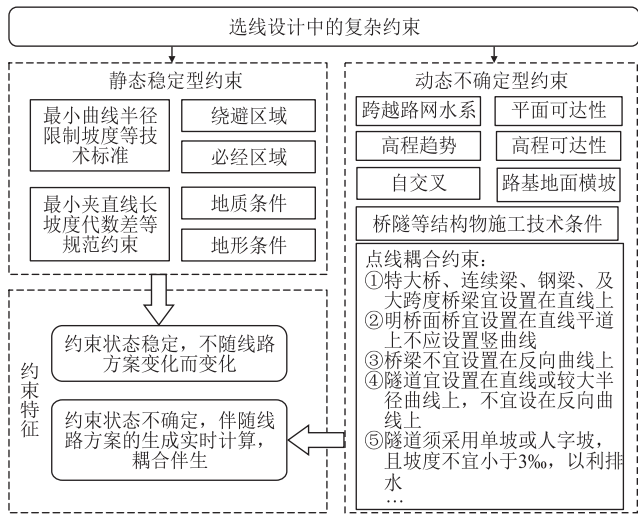 选线设计中的复杂约束
静态稳定型约束
最小曲线半径
限制坡度等技
术标准
绕避区域
必经区域
最小夹直线长
坡度代数差等
规范约束
地质条件
地形条件
动态不确定型约束
跨越路网水系
平面可达性
高程趋势
高程可达性
自交叉
路基地面横坡
桥隧等结构物施工技术条件
点线耦合约束：
①特大桥、连续梁、钢梁、及
大跨度桥梁宜设置在直线上
②明桥面桥宜设置在直线平道
上不应设置竖曲线
③桥梁不宜设置在反向曲线上
④隧道宜设置在直线或较大半
径曲线上，不宜设在反向曲
线上
⑤隧道须采用单坡或人字坡，
且坡度不宜小于3‰，以利排
水
…
约束特征
约束状态稳定，不随线路
方案变化而变化
约束状态不确定，伴随线
路方案的生成实时计算，
耦合伴生